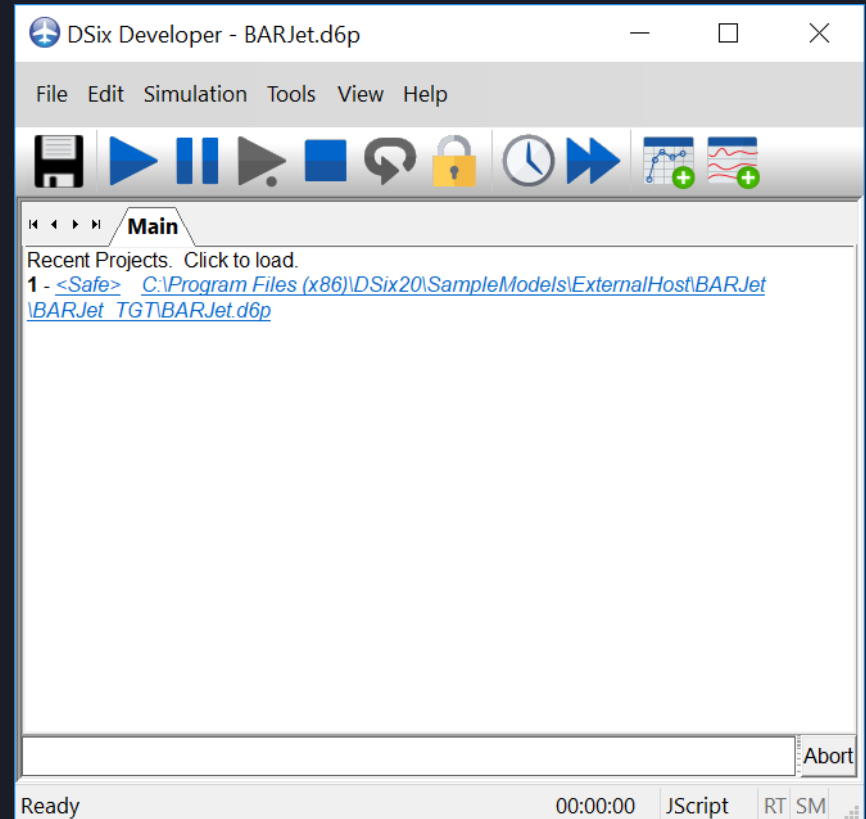 DSix Developer - BARJet.d6p
File Edit Simulation Tools View Help
Main
Recent Projects. Click to load.
1 - <Safe> C:\Program Files (x86)\DSix20\SampleModels\ExternalHost\BARJet
\BARJet_TGT\BARJet.d6p
Abort
Ready 00:00:00 JScript RT SM